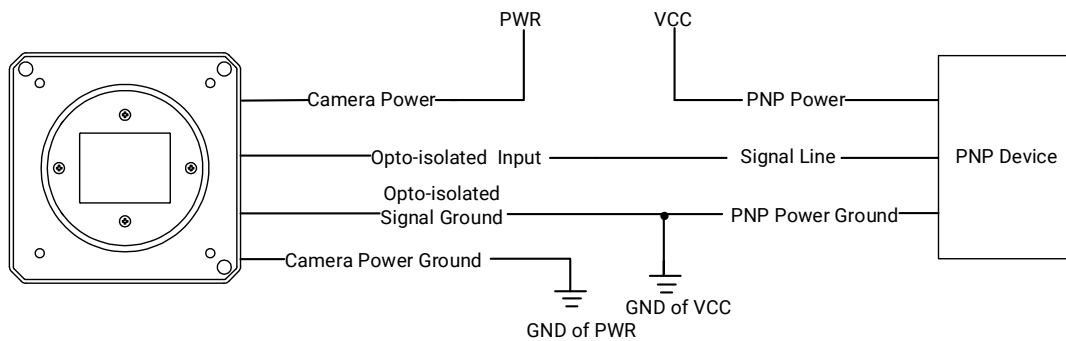 PWR
VCC
Camera Power
PNP Power
Opto-isolated Input
Signal Line
PNP Device
Opto-isolated
Signal Ground
PNP Power Ground
Camera Power Ground
GND of VCC
GND of PWR